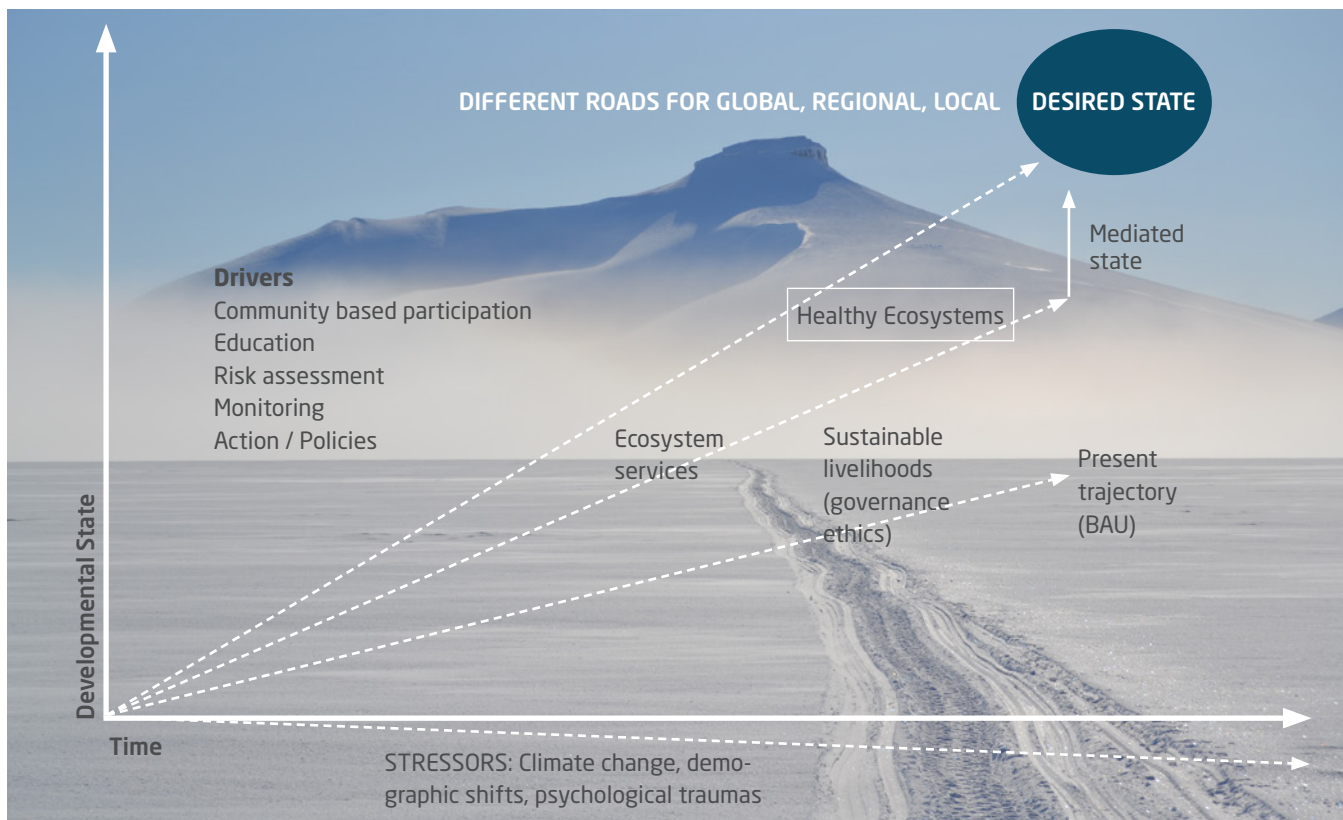 DIFFERENT ROADS FOR GLOBAL, REGIONAL, LOCAL
DESIRED STATE
Mediated
state
Drivers
Community based participation
Education
Risk assessment
Monitoring
Action / Policies
Healthy Ecosystems
Ecosystem
services
Sustainable
livelihoods
(governance
ethics)
Present
trajectory
(BAU)
Developmental State
Time
STRESSORS: Climate change, demo-
graphic shifts, psychological traumas